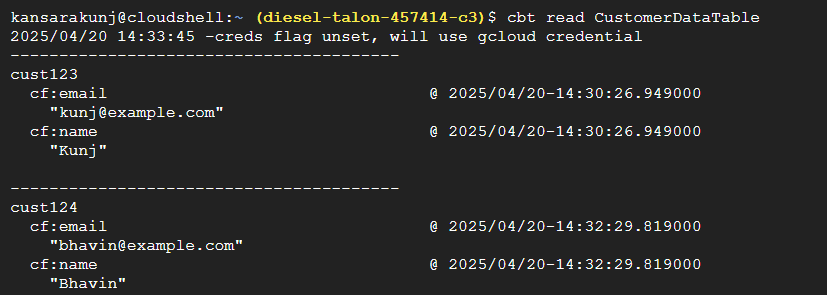 kansarakunj@cloudshell:~ (diesel-talon-457414-c3)$ cbt read CustomerDataTable
2025/04/20 14:33:45 -creds flag unset, will use gcloud credential
----------------------------------------
cust123
  cf:email                                 @ 2025/04/20-14:30:26.949000
    "kunj@example.com"
  cf:name                                  @ 2025/04/20-14:30:26.949000
    "Kunj"
----------------------------------------
cust124
  cf:email                                 @ 2025/04/20-14:32:29.819000
    "bhavin@example.com"
  cf:name                                  @ 2025/04/20-14:32:29.819000
    "Bhavin"